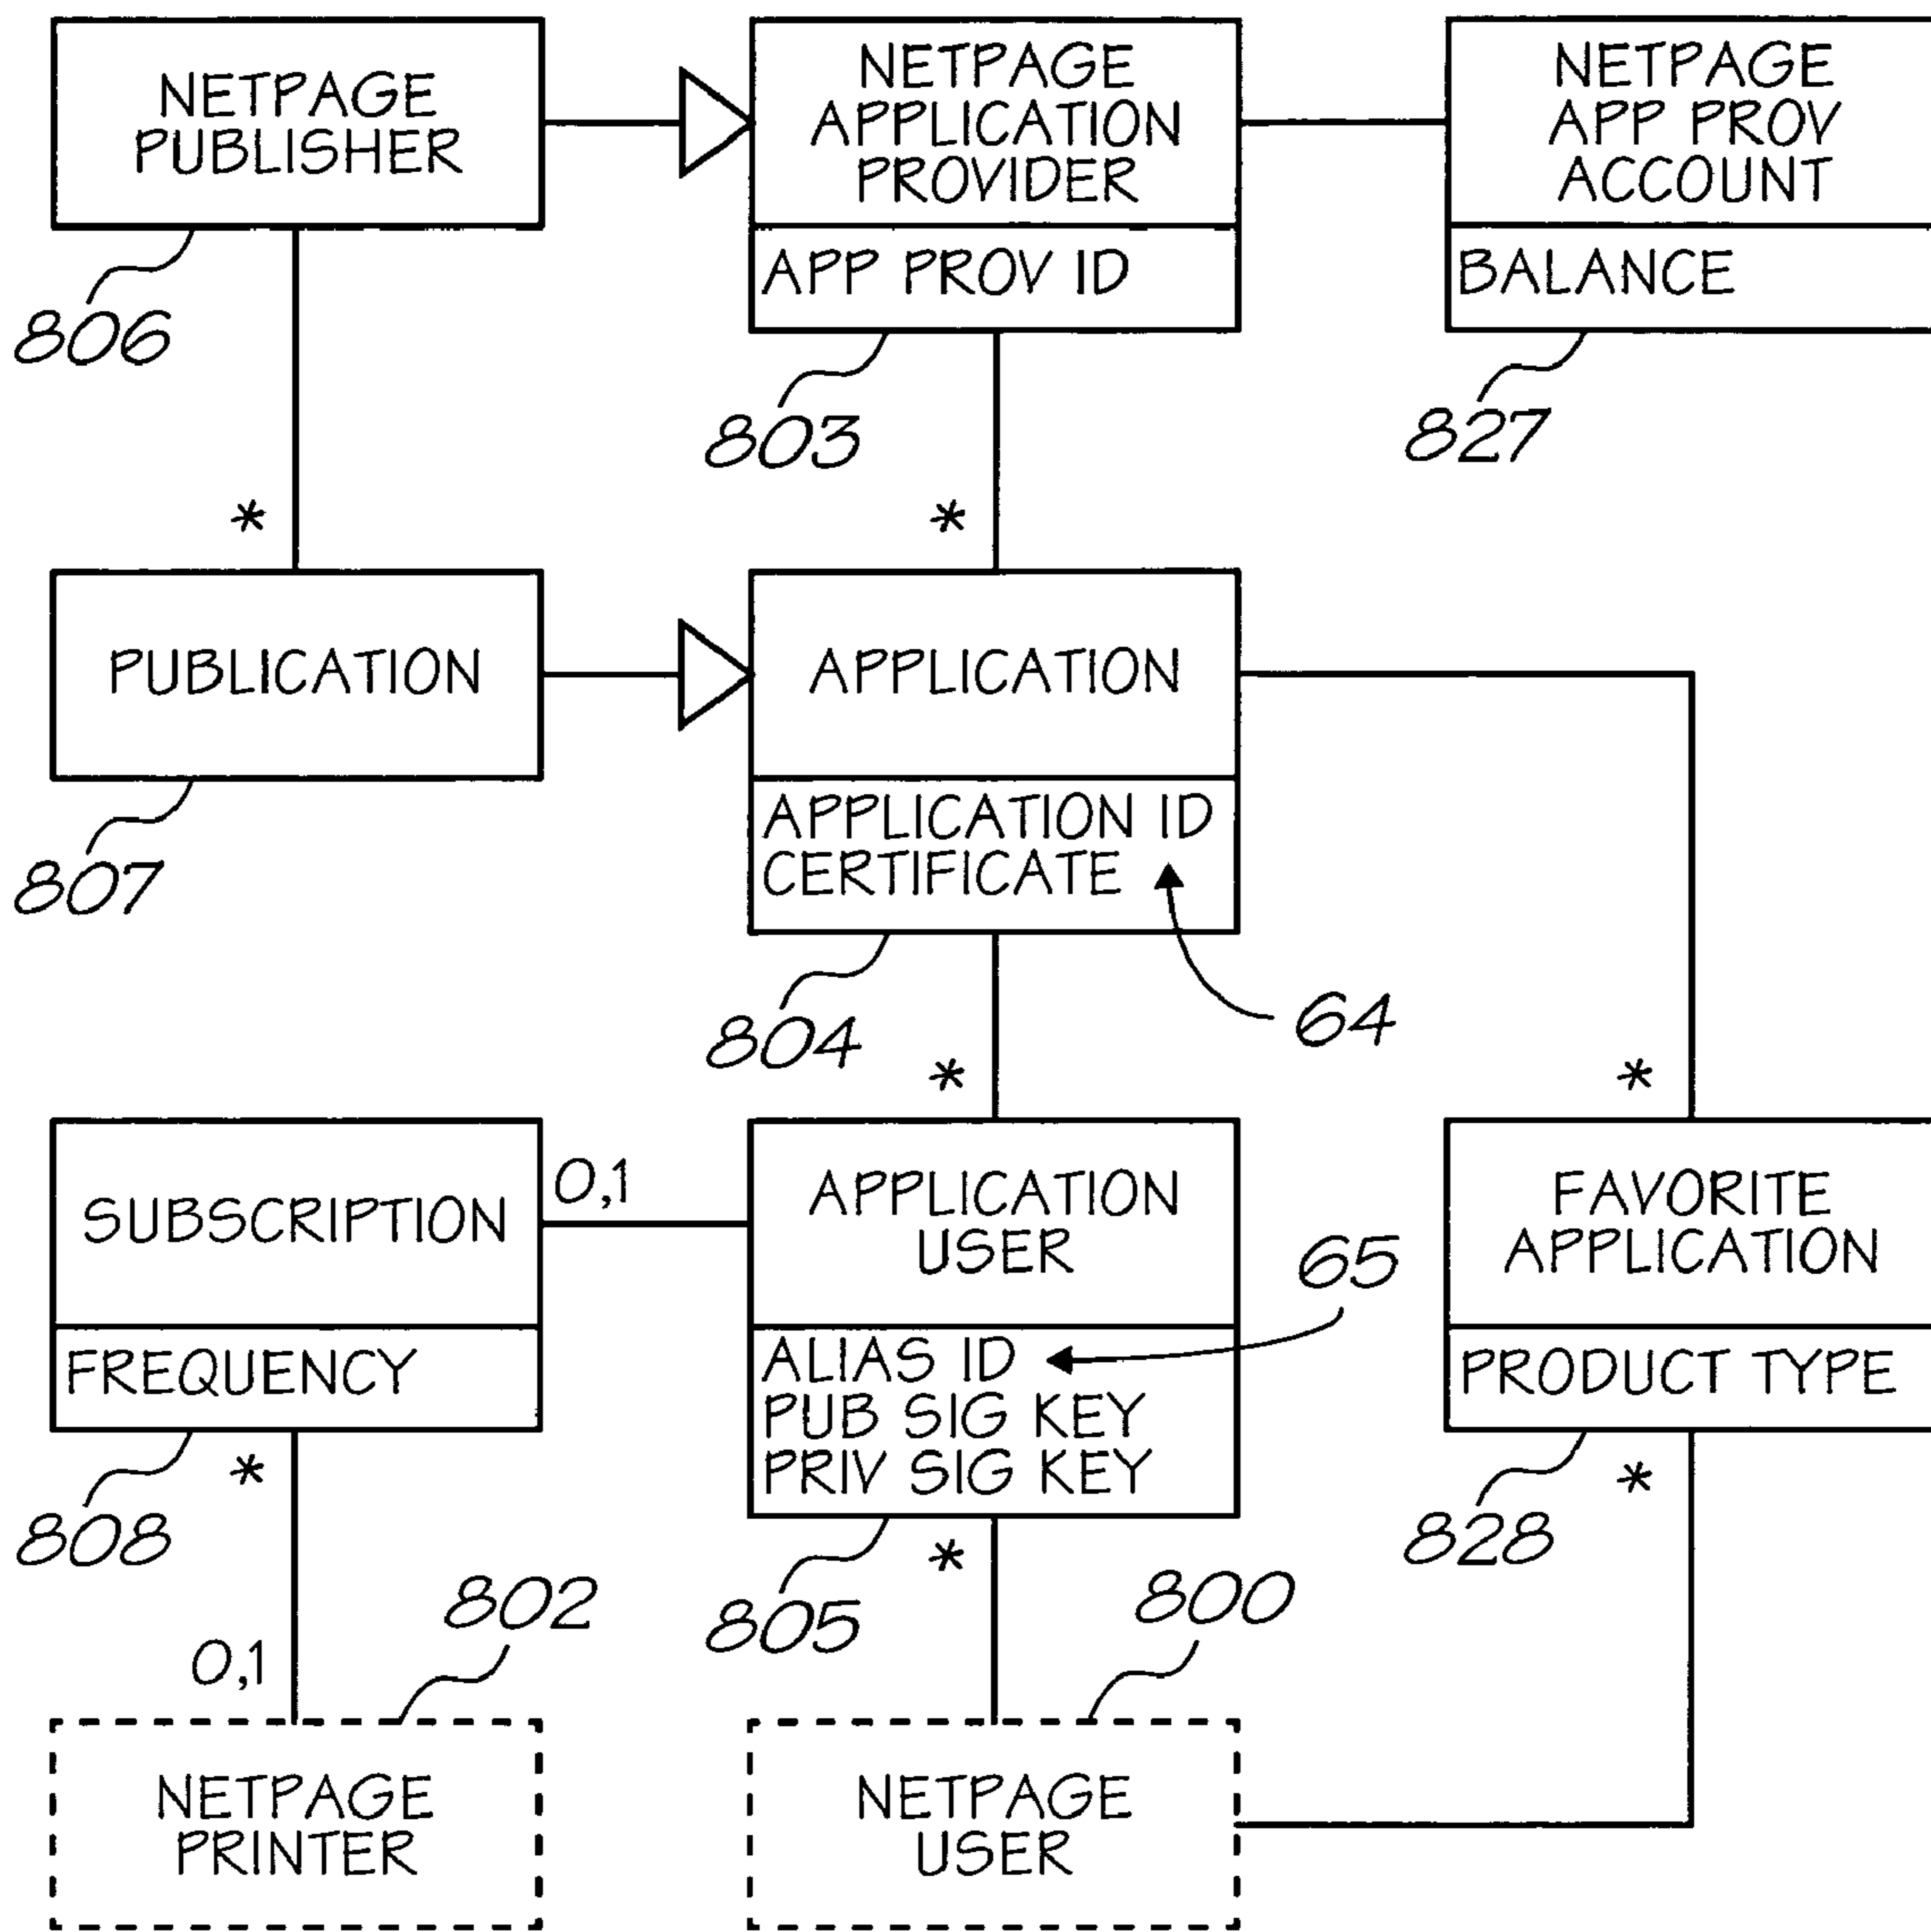 NETPAGE
PUBLISHER
NETPAGE
APPLICATION
PROVIDER
APP PROV ID
NETPAGE
APP PROV
ACCOUNT
BALANCE
806
803
827
*
*
PUBLICATION
APPLICATION
APPLICATION ID
CERTIFICATE
807
804
64
*
*
SUBSCRIPTION
FREQUENCY
0,1
APPLICATION
USER
ALIAS ID
PUB SIG KEY
PRIV SIG KEY
65
FAVORITE
APPLICATION
PRODUCT TYPE
808
*
802
805
*
800
828
*
0,1
NETPAGE
PRINTER
NETPAGE
USER